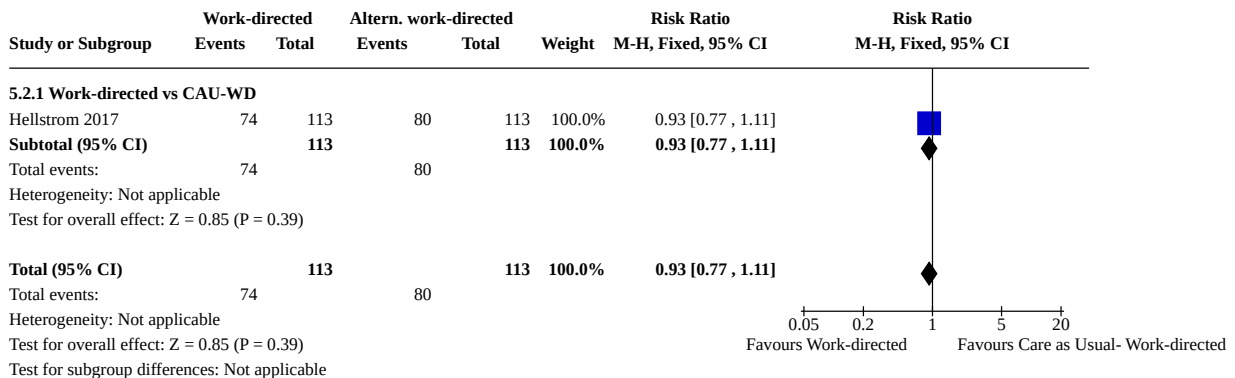 Work-directed Altern. work-directed Risk Ratio Risk Ratio
Study or Subgroup Events Total Events Total Weight M-H, Fixed, 95% CI M-H, Fixed, 95% CI
5.2.1 Work-directed vs CAU-WD
Hellstrom 2017 74 113 80 113 100.0% 0.93 [0.77 , 1.11]
Subtotal (95% CI) 113 113 100.0% 0.93 [0.77 , 1.11]
Total events: 74 80
Heterogeneity: Not applicable
Test for overall effect: Z = 0.85 (P = 0.39)
Total (95% CI) 113 113 100.0% 0.93 [0.77 , 1.11]
Total events: 74 80
Heterogeneity: Not applicable 0.05 0.2 1 5 20
Test for overall effect: Z = 0.85 (P = 0.39) Favours Work-directed Favours Care as Usual- Work-directed
Test for subgroup differences: Not applicable